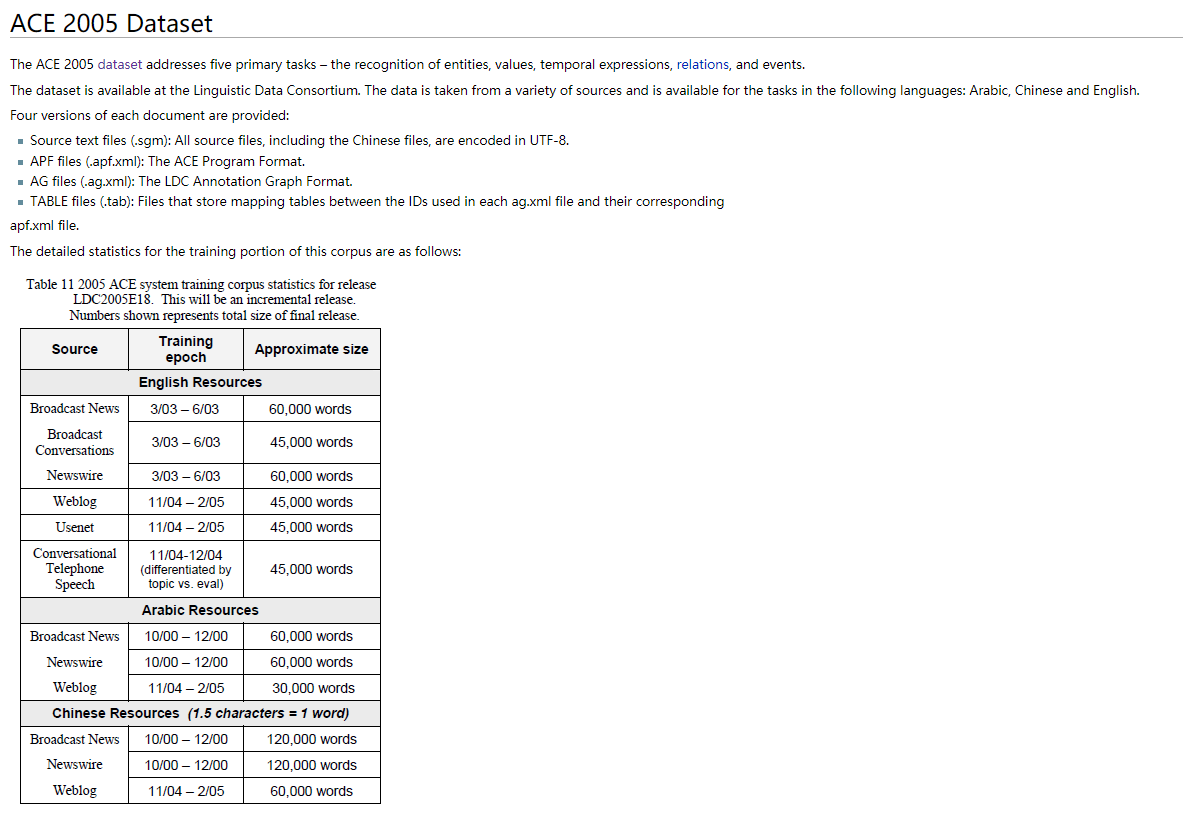 ACE 2005 Dataset
The ACE 2005 dataset addresses five primary tasks – the recognition of entities, values, temporal expressions, relations, and events.
The dataset is available at the Linguistic Data Consortium. The data is taken from a variety of sources and is available for the tasks in the following languages: Arabic, Chinese and English.
Four versions of each document are provided:
▪ Source text files (.sgm): All source files, including the Chinese files, are encoded in UTF-8.
▪ APF files (.apf.xml): The ACE Program Format.
▪ AG files (.ag.xml): The LDC Annotation Graph Format.
▪ TABLE files (.tab): Files that store mapping tables between the IDs used in each ag.xml file and their corresponding
apf.xml file.
The detailed statistics for the training portion of this corpus are as follows:
Table 11 2005 ACE system training corpus statistics for release
LDC2005E18. This will be an incremental release.
Numbers shown represents total size of final release.
Source Training epoch Approximate size
English Resources
Broadcast News 3/03 – 6/03 60,000 words
Broadcast Conversations 3/03 – 6/03 45,000 words
Newswire 3/03 – 6/03 60,000 words
Weblog 11/04 – 2/05 45,000 words
Usenet 11/04 – 2/05 45,000 words
Conversational Telephone Speech 11/04-12/04 (differentiated by topic vs. eval) 45,000 words
Arabic Resources
Broadcast News 10/00 – 12/00 60,000 words
Newswire 10/00 – 12/00 60,000 words
Weblog 11/04 – 2/05 30,000 words
Chinese Resources (1.5 characters = 1 word)
Broadcast News 10/00 – 12/00 120,000 words
Newswire 10/00 – 12/00 120,000 words
Weblog 11/04 – 2/05 60,000 words